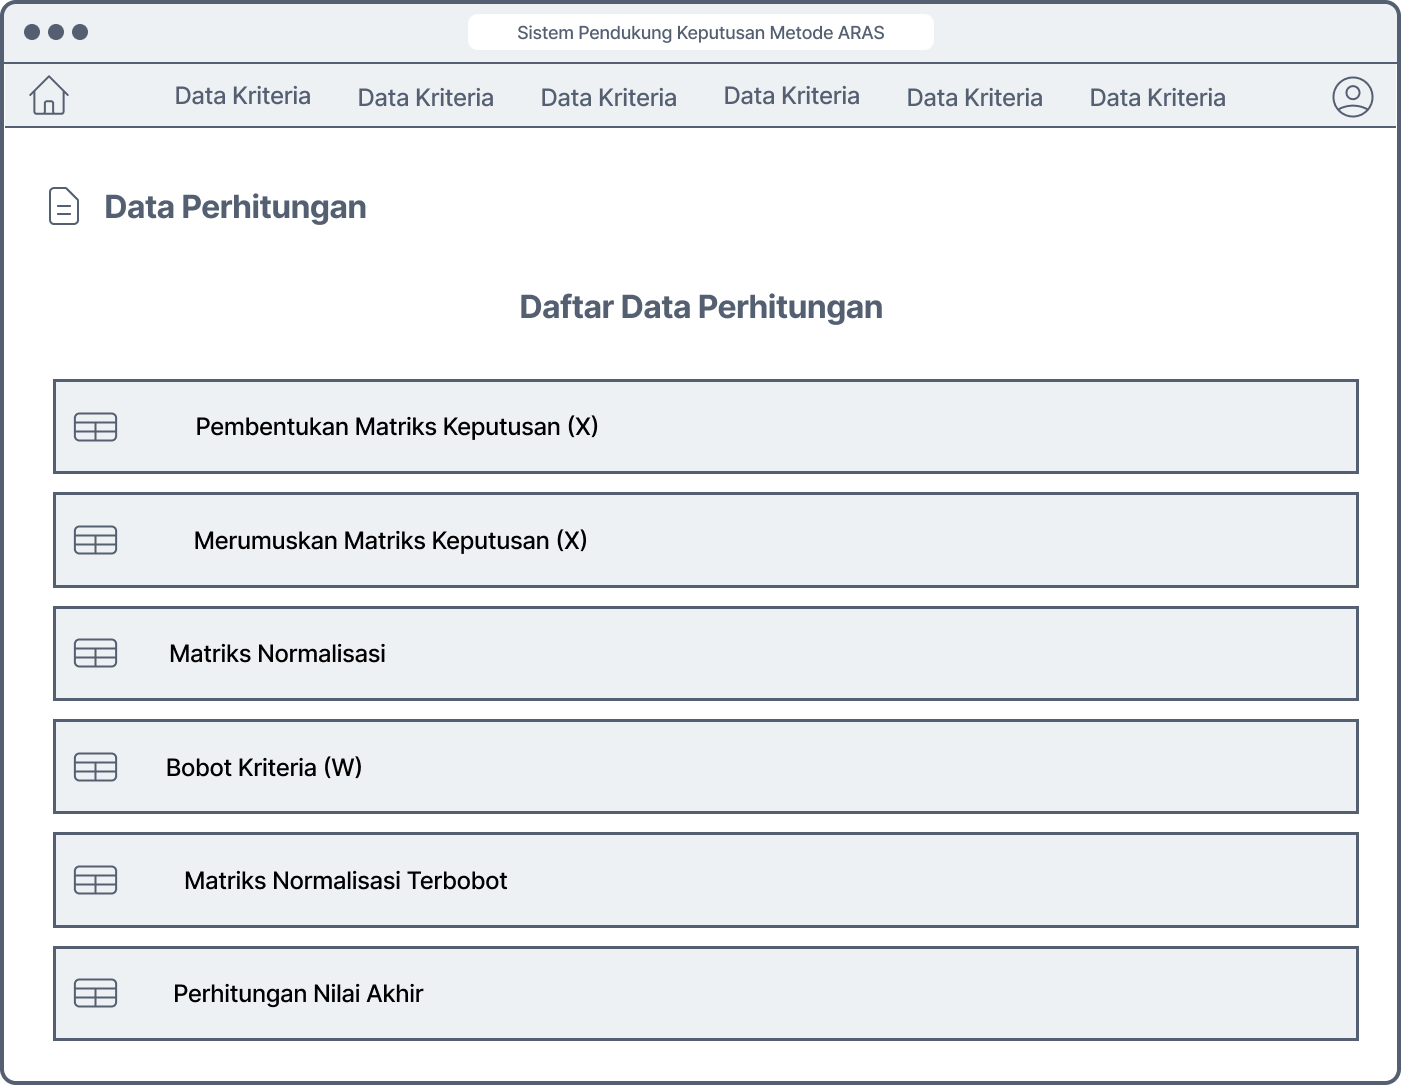 Sistem Pendukung Keputusan Metode ARAS
Data Kriteria Data Kriteria Data Kriteria Data Kriteria Data Kriteria Data Kriteria
Data Perhitungan
Daftar Data Perhitungan
Pembentukan Matriks Keputusan (X)
Merumuskan Matriks Keputusan (X)
Matriks Normalisasi
Bobot Kriteria (W)
Matriks Normalisasi Terbobot
Perhitungan Nilai Akhir